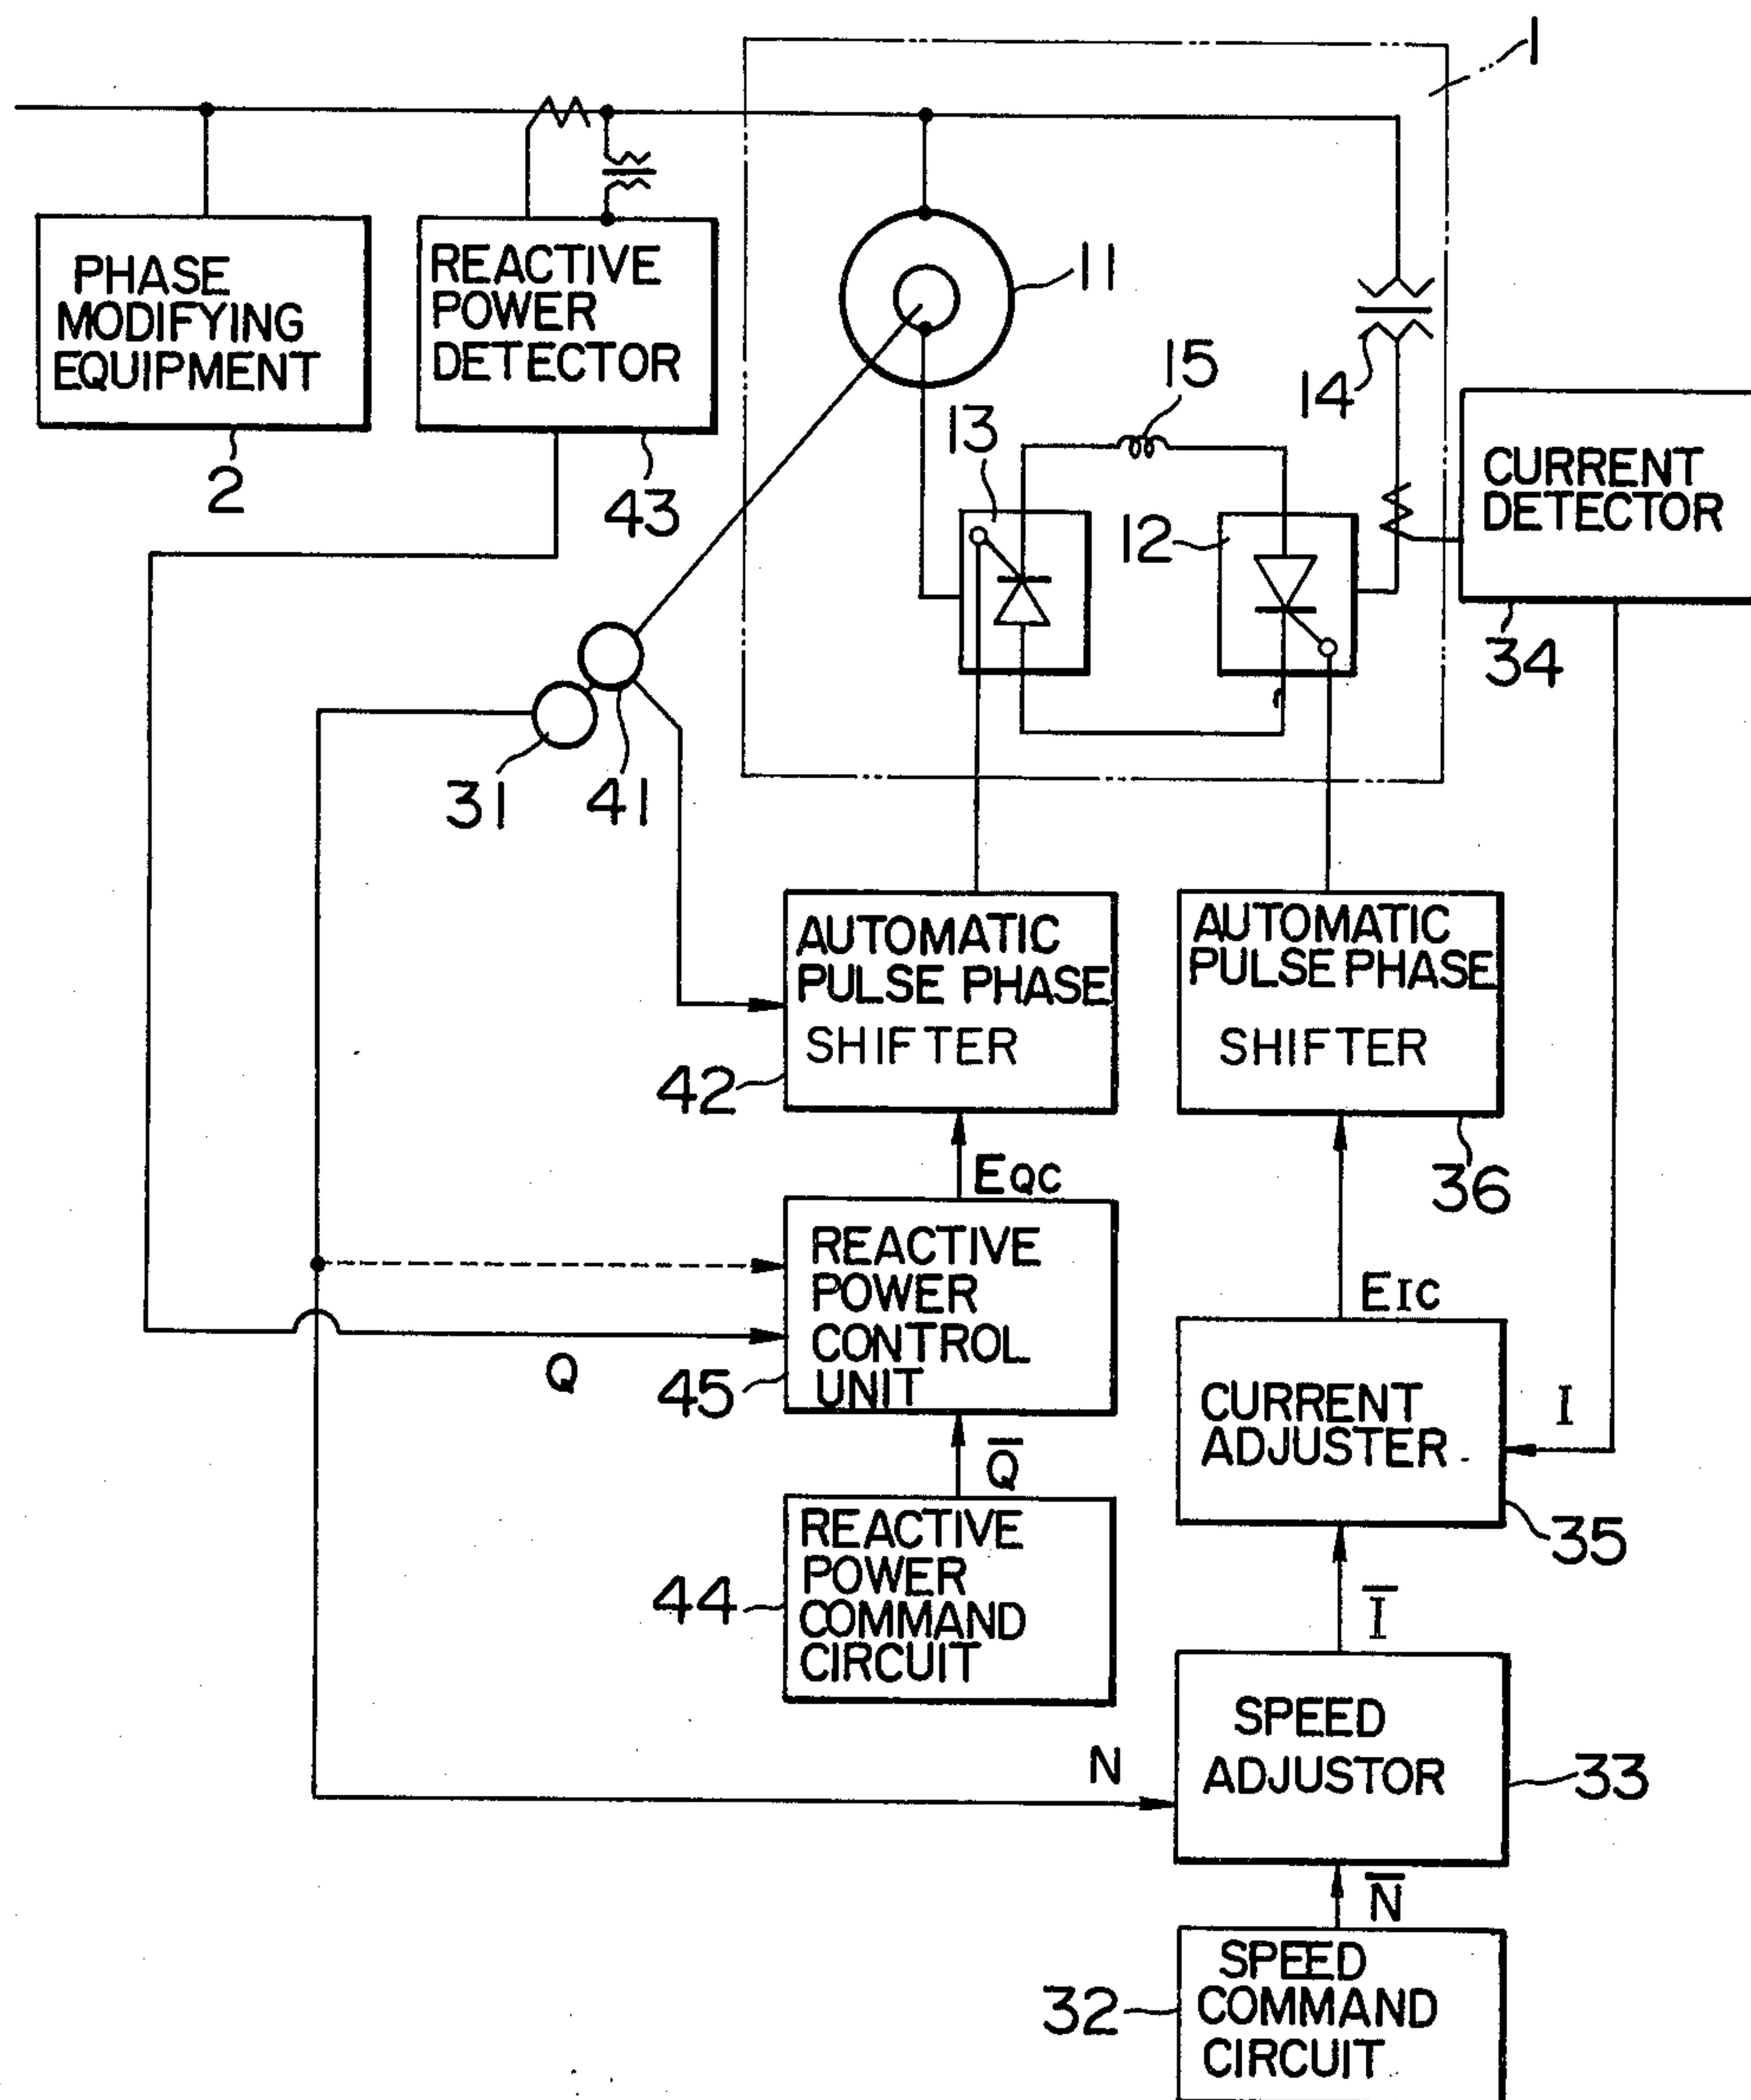 1
PHASE
MODIFYING
EQUIPMENT
2
REACTIVE
POWER
DETECTOR
43
11
15
14
13
12
CURRENT
DETECTOR
34
31
41
AUTOMATIC
PULSE PHASE
SHIFTER
42
AUTOMATIC
PULSE PHASE
SHIFTER
36
EQC
REACTIVE
POWER
CONTROL
UNIT
45
Q
EIC
CURRENT
ADJUSTER
I
35
Q̅
REACTIVE
POWER
COMMAND
CIRCUIT
44
I̅
SPEED
ADJUSTOR
33
N
N̅
SPEED
COMMAND
CIRCUIT
32